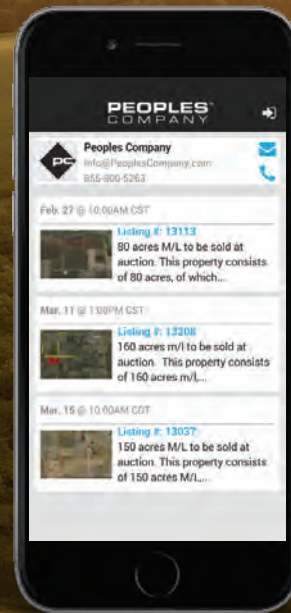 PEOPLES
COMPANY
PC
Peoples Company
Info@PeoplesCompany.com
855-800-5263
Feb. 27 @ 10:00AM CST
Listing #: 13113
80 acres M/L to be sold at
auction. This property consists
of 80 acres, of which...
Mar. 11 @ 1:00PM CST
Listing #: 13208
160 acres m/l to be sold at
auction. This property consists
of 160 acres m/l,...
Mar. 15 @ 10:00AM CDT
Listing #: 13037
150 acres M/L to be sold at
auction. This property consists
of 150 acres M/L,...